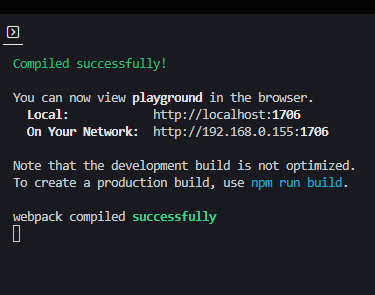 Compiled successfully!
You can now view playground in the browser.
Local: http://localhost:1706
On Your Network: http://192.168.0.155:1706
Note that the development build is not optimized.
To create a production build, use npm run build.
webpack compiled successfully